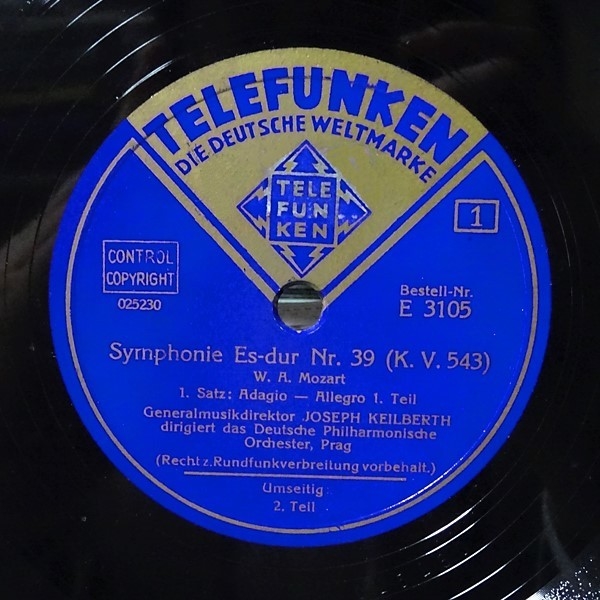 TELEFUNKEN
DIE DEUTSCHE WELTMARKE
TELE
FUN
KEN
1
CONTROL
COPYRIGHT
025230
Bestell-Nr.
E 3105
Symphonie Es-dur Nr. 39 (K. V. 543)
W. A. Mozart
1. Satz: Adagio — Allegro 1. Teil
Generalmusikdirektor JOSEPH KEILBERTH
dirigiert das Deutsche Philharmonische
Orchester, Prag
(Recht z. Rundfunkverbreitung vorbehalt.)
Umseitig:
2. Teil